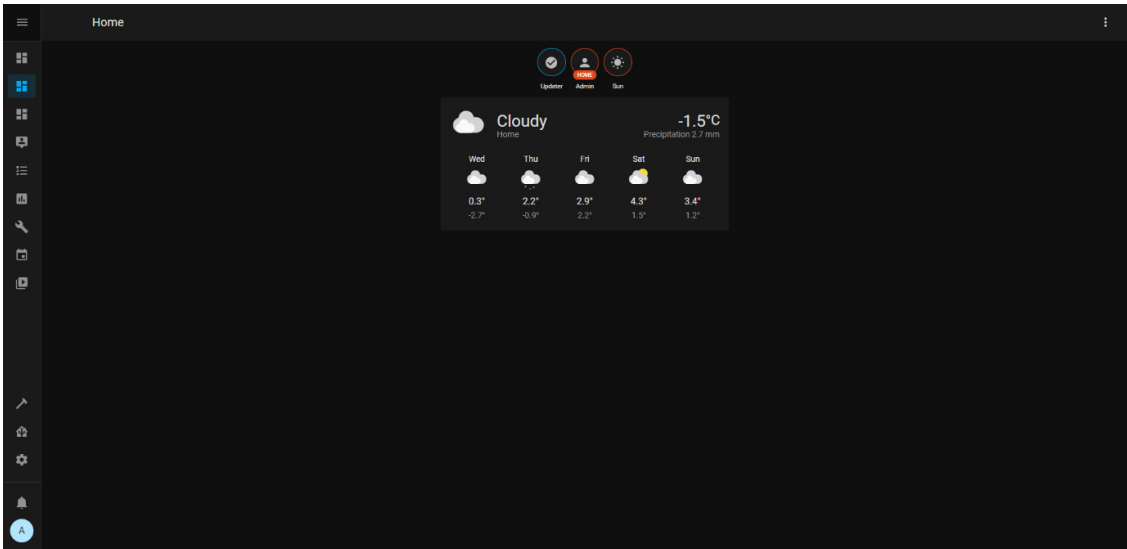 Home
HOME
Updater Admin Sun
Cloudy -1.5°C
Home Precipitation 2.7 mm
Wed Thu Fri Sat Sun
0.3° 2.2° 2.9° 4.3° 3.4°
-2.7° -0.9° 2.2° 1.5° 1.2°
A